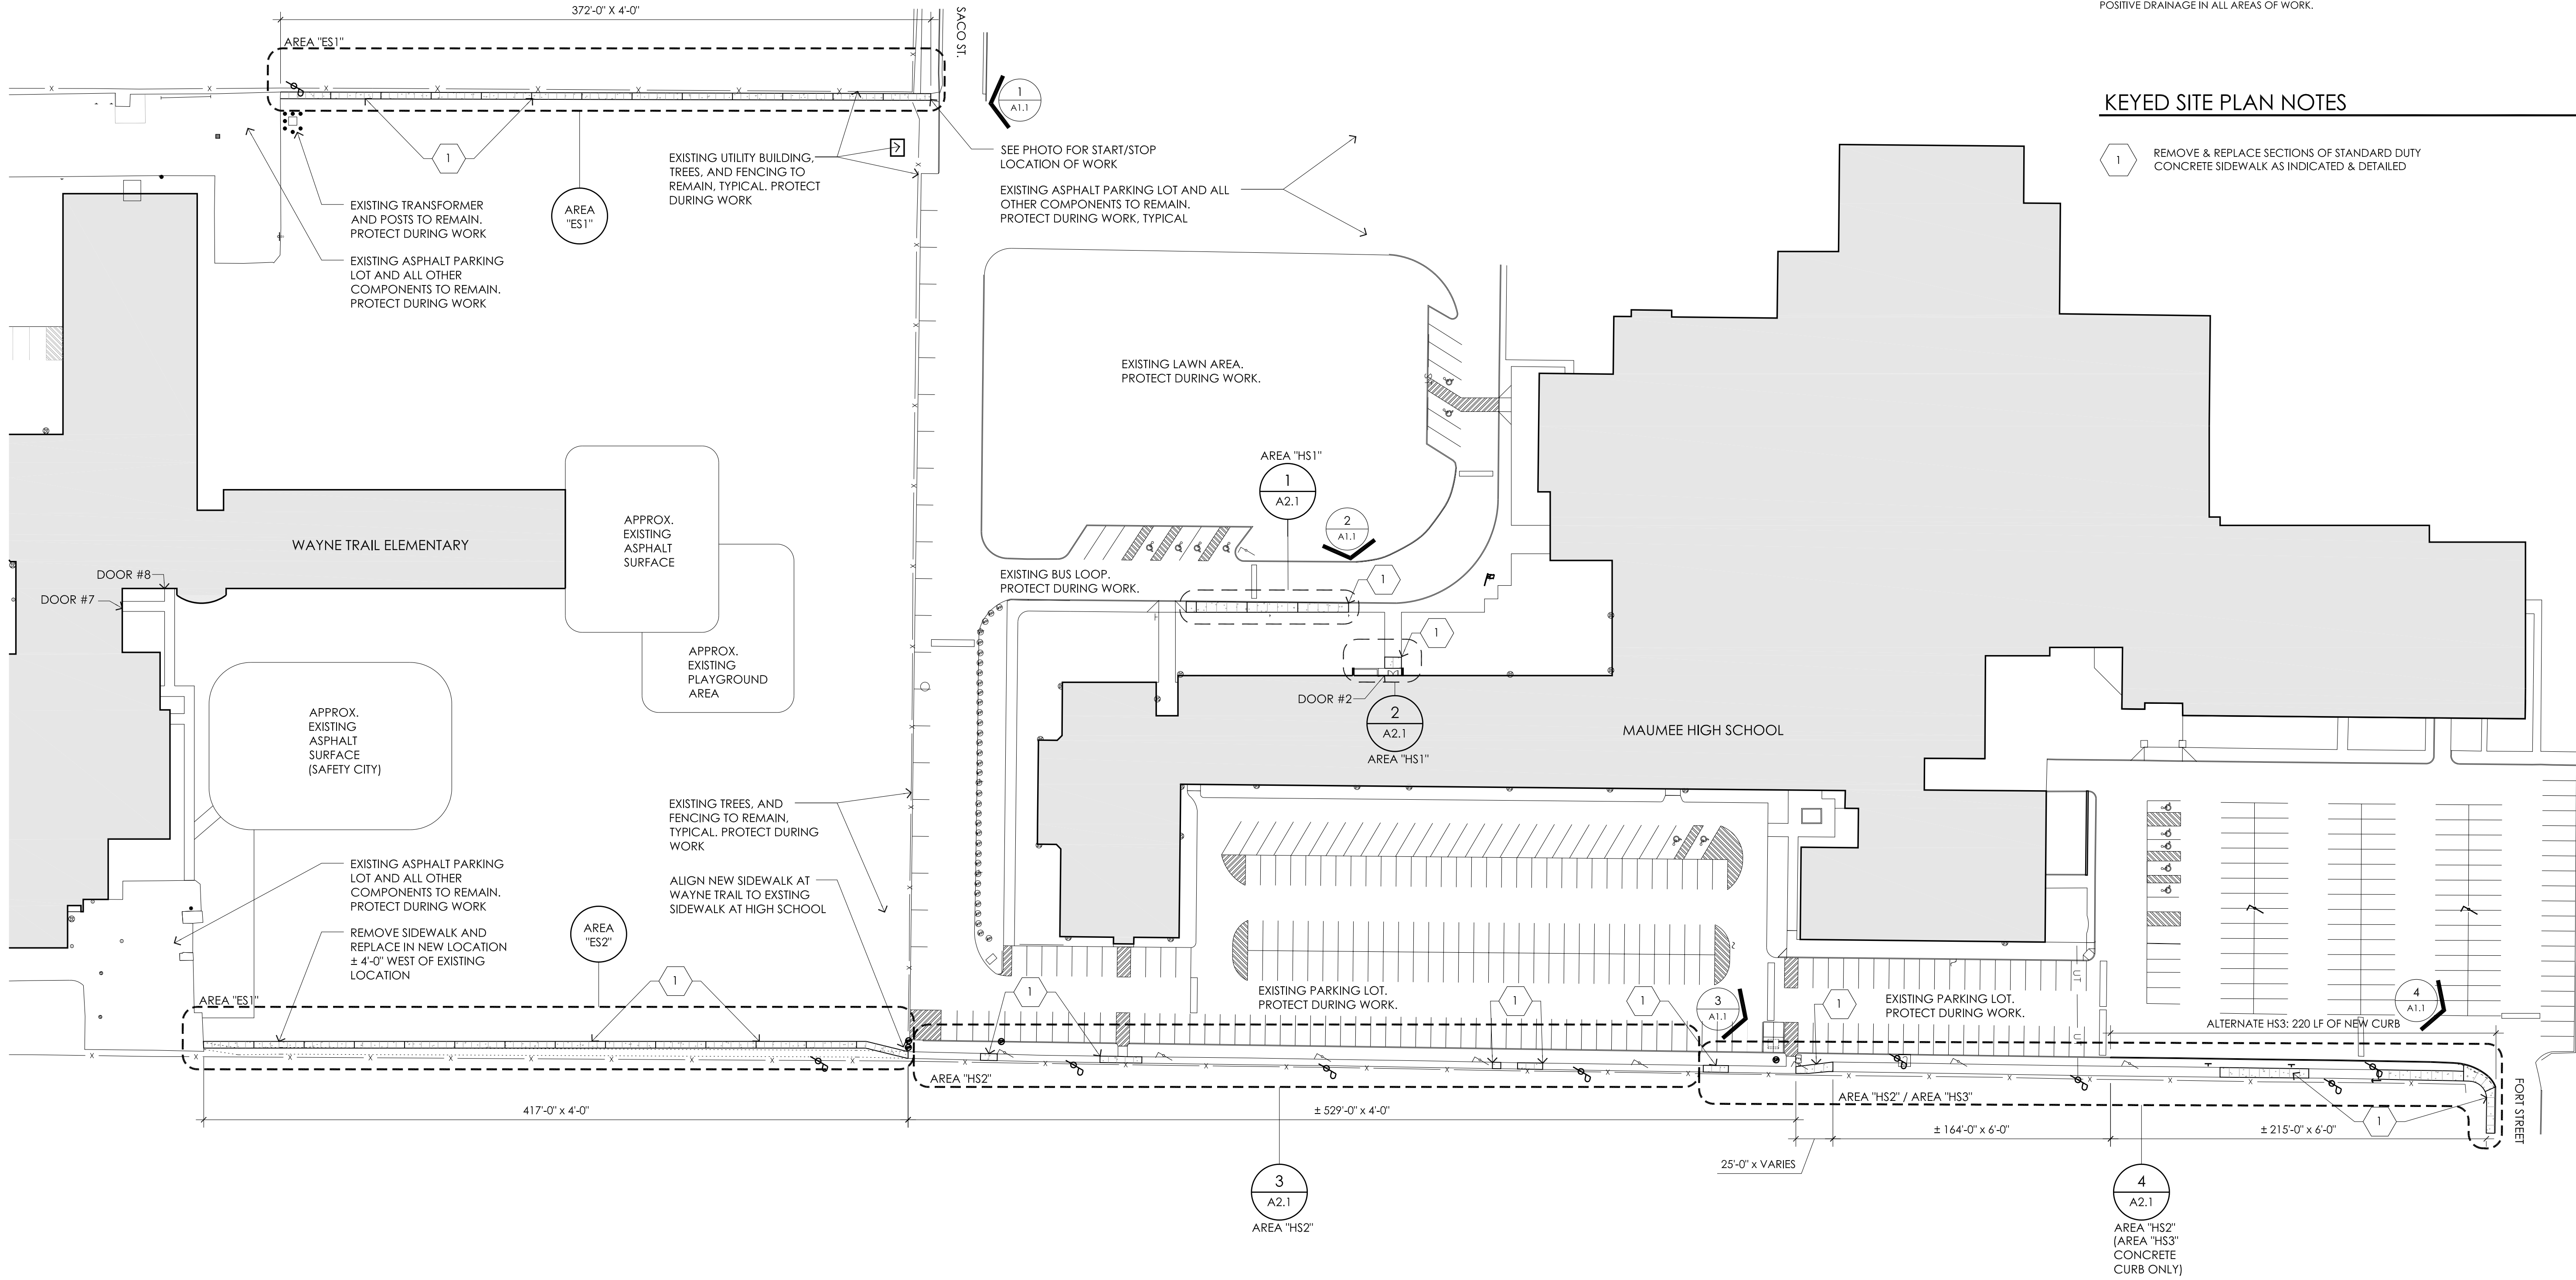 372'-0" X 4'-0"
SACO ST.
POSITIVE DRAINAGE IN ALL AREAS OF WORK.
AREA "ES1"
1
A1.1
KEYED SITE PLAN NOTES
1
REMOVE & REPLACE SECTIONS OF STANDARD DUTY
CONCRETE SIDEWALK AS INDICATED & DETAILED
1
EXISTING UTILITY BUILDING,
TREES, AND FENCING TO
REMAIN, TYPICAL. PROTECT
DURING WORK
SEE PHOTO FOR START/STOP
LOCATION OF WORK
EXISTING ASPHALT PARKING LOT AND ALL
OTHER COMPONENTS TO REMAIN.
PROTECT DURING WORK, TYPICAL
EXISTING TRANSFORMER
AND POSTS TO REMAIN.
PROTECT DURING WORK
AREA
"ES1"
EXISTING ASPHALT PARKING
LOT AND ALL OTHER
COMPONENTS TO REMAIN.
PROTECT DURING WORK
EXISTING LAWN AREA.
PROTECT DURING WORK.
AREA "HS1"
1
A2.1
2
A1.1
WAYNE TRAIL ELEMENTARY
APPROX.
EXISTING
ASPHALT
SURFACE
DOOR #8
DOOR #7
EXISTING BUS LOOP.
PROTECT DURING WORK.
1
1
APPROX.
EXISTING
PLAYGROUND
AREA
DOOR #2
2
A2.1
AREA "HS1"
MAUMEE HIGH SCHOOL
APPROX.
EXISTING
ASPHALT
SURFACE
(SAFETY CITY)
EXISTING TREES, AND
FENCING TO REMAIN,
TYPICAL. PROTECT DURING
WORK
EXISTING ASPHALT PARKING
LOT AND ALL OTHER
COMPONENTS TO REMAIN.
PROTECT DURING WORK
ALIGN NEW SIDEWALK AT
WAYNE TRAIL TO EXSTING
SIDEWALK AT HIGH SCHOOL
REMOVE SIDEWALK AND
REPLACE IN NEW LOCATION
± 4'-0" WEST OF EXISTING
LOCATION
AREA
"ES2"
1
AREA "ES1"
1
EXISTING PARKING LOT.
PROTECT DURING WORK.
1
1
3
A1.1
1
EXISTING PARKING LOT.
PROTECT DURING WORK.
UT
4
A1.1
ALTERNATE HS3: 220 LF OF NEW CURB
AREA "HS2"
AREA "HS2" / AREA "HS3"
FORT STREET
1
417'-0" x 4'-0"
± 529'-0" x 4'-0"
± 164'-0" x 6'-0"
± 215'-0" x 6'-0"
25'-0" x VARIES
3
A2.1
AREA "HS2"
4
A2.1
AREA "HS2"
(AREA "HS3"
CONCRETE
CURB ONLY)